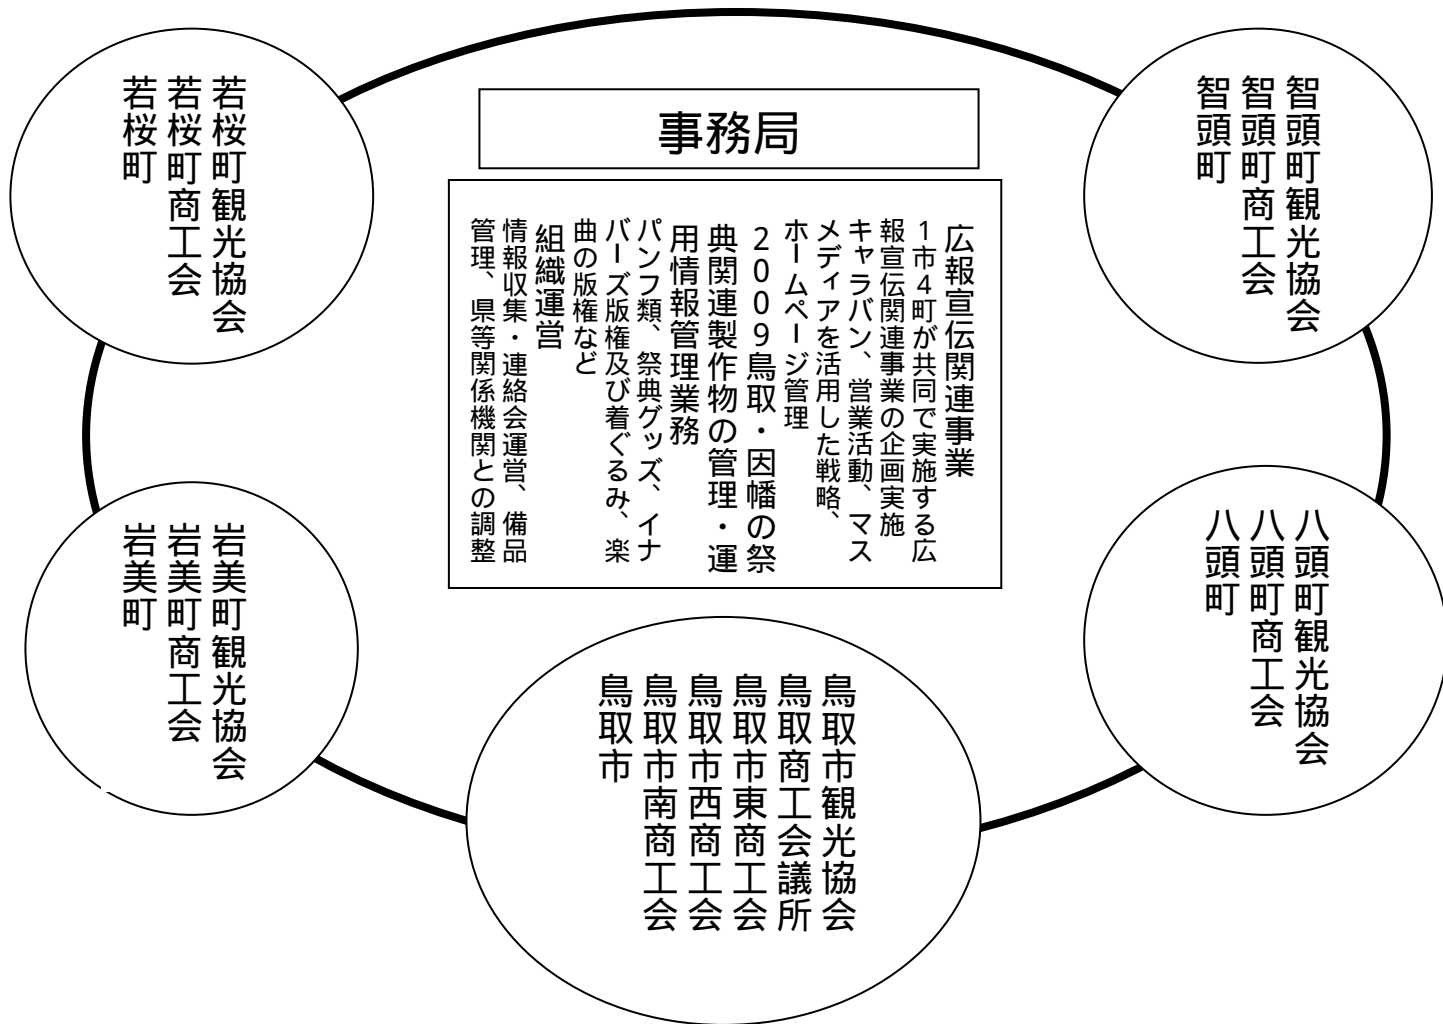 事務局
広報宣伝関連事業
1市4町が共同で実施する広
報宣伝関連事業の企画実施
キャラバン、営業活動、マス
メディアを活用した戦略、
ホームページ管理
2009鳥取・因幡の祭
典関連製作物の管理・運
用情報管理業務
パンフ類、祭典グッズ、イナ
バーズ版権及び着ぐるみ、楽
曲の版権など
組織運営
情報収集・連絡会運営、備品
管理、県等関係機関との調整
智頭町観光協会
智頭町商工会
智頭町
八頭町観光協会
八頭町商工会
八頭町
鳥取市観光協会
鳥取商工会議所
鳥取市東商工会
鳥取市西商工会
鳥取市南商工会
鳥取市
岩美町観光協会
岩美町商工会
岩美町
若桜町観光協会
若桜町商工会
若桜町